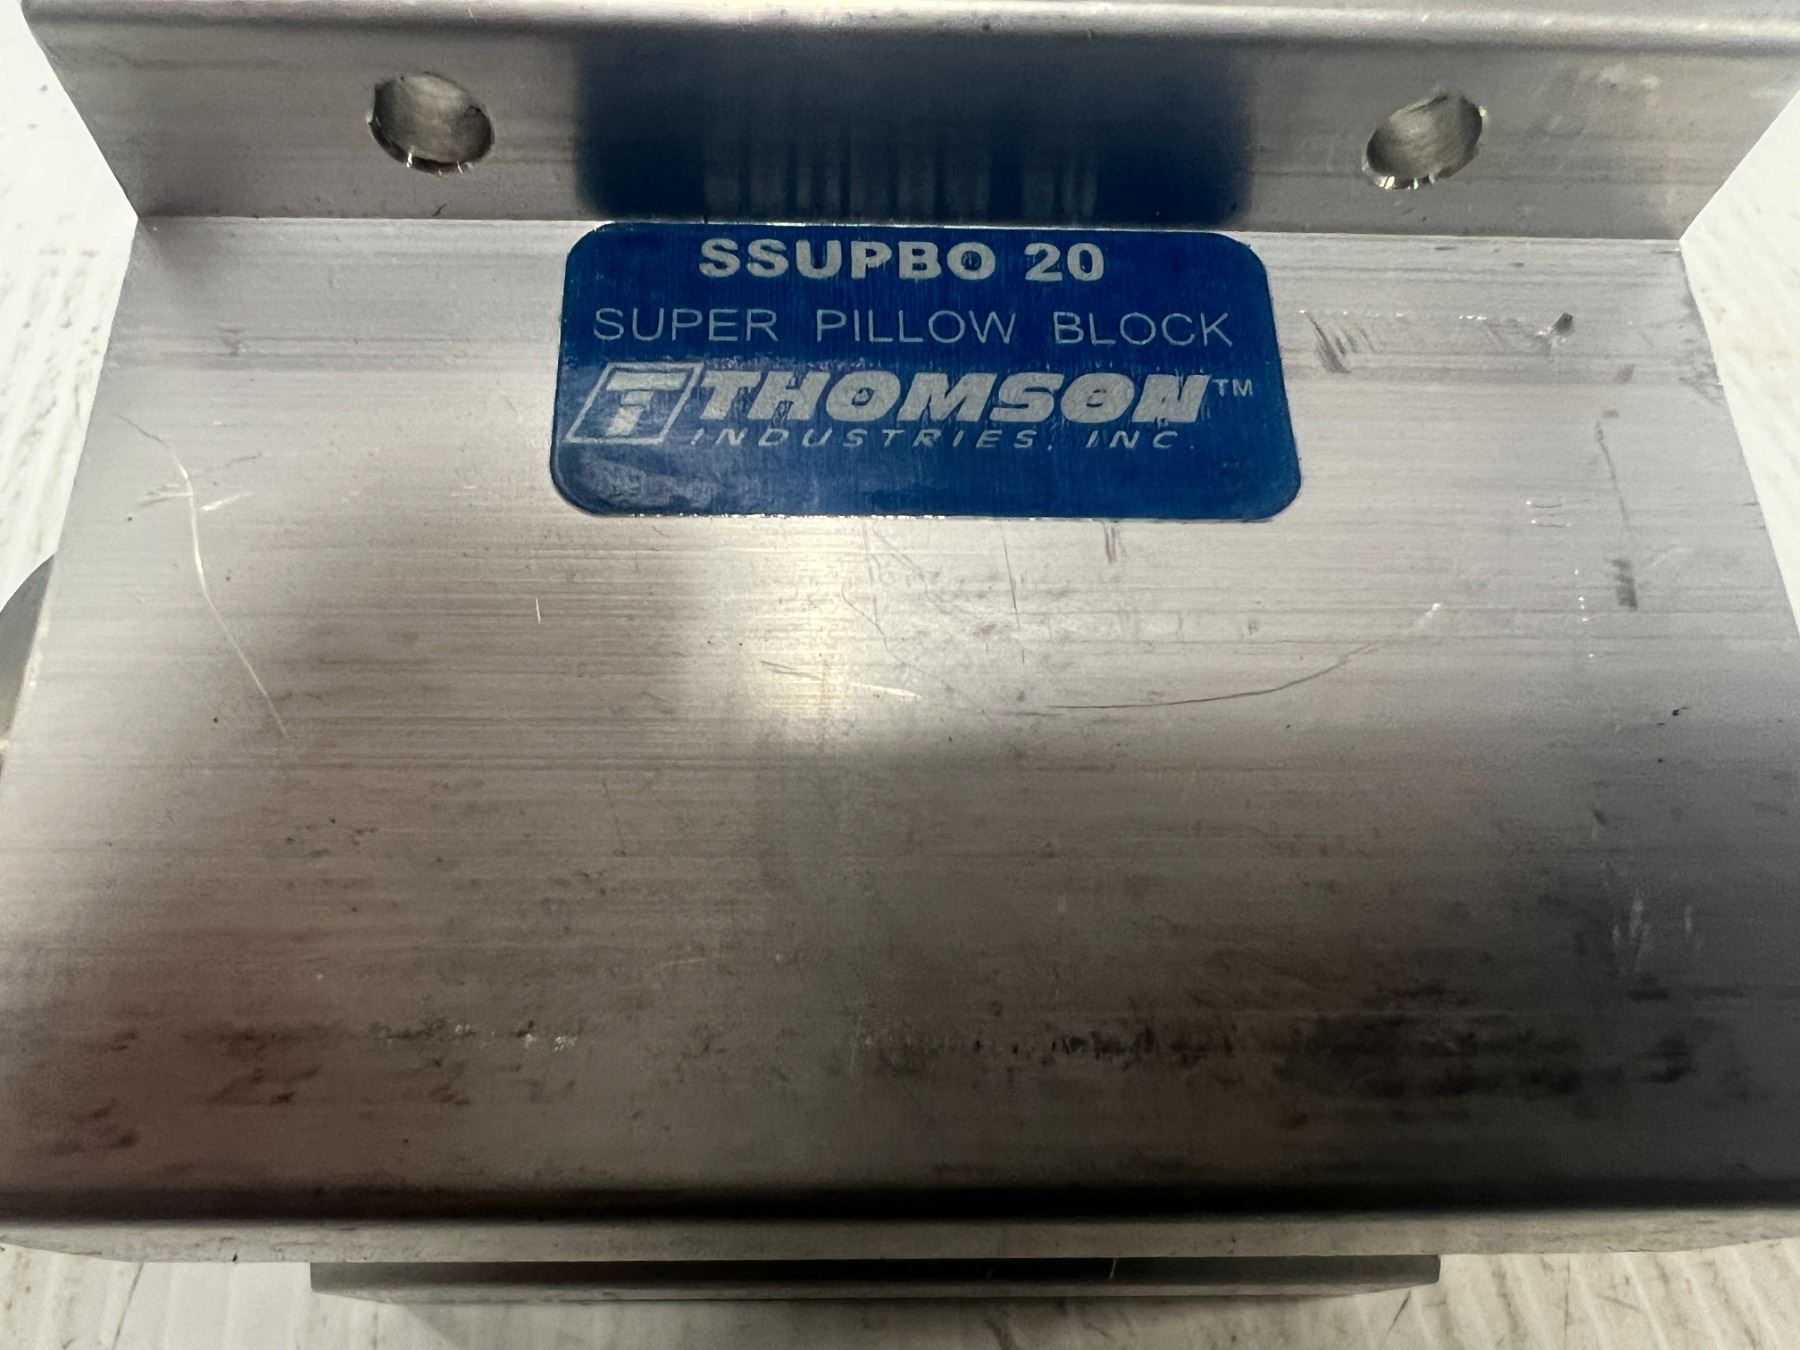 SSUPBO 20
SUPER PILLOW BLOCK
T THOMSON™
INDUSTRIES, INC.